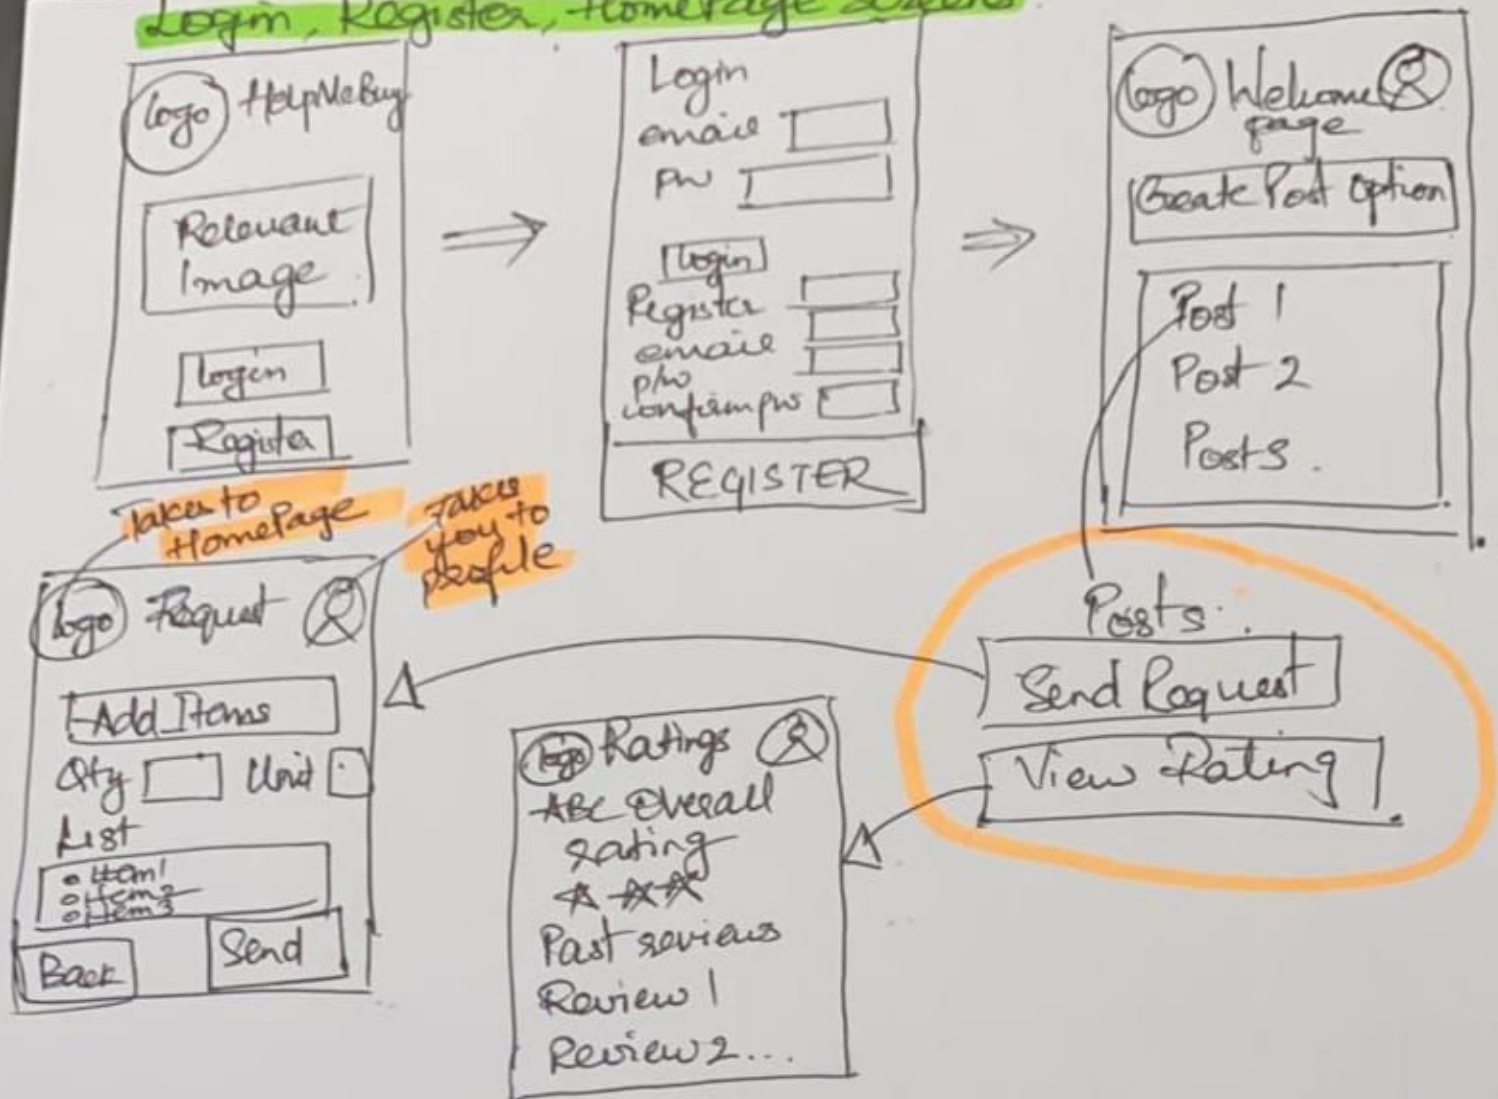 Login, Register, HomePage screens
logo HelpMeBuy
Relevant
Image
Login
Register
Login
email
pw
Login
Register
email
p/w
confirm pw
REGISTER
logo Welcome
page
Create Post option
Post 1
Post 2
Post 3.
Takes to
HomePage
Takes
you to
profile
logo Request
Add Items
Qty Unit
List
Item1
Item2
Item3
Back Send
logo Ratings
ABC Overall
rating
Past reviews
Review 1
Review 2...
Posts:
Send Request
View Rating